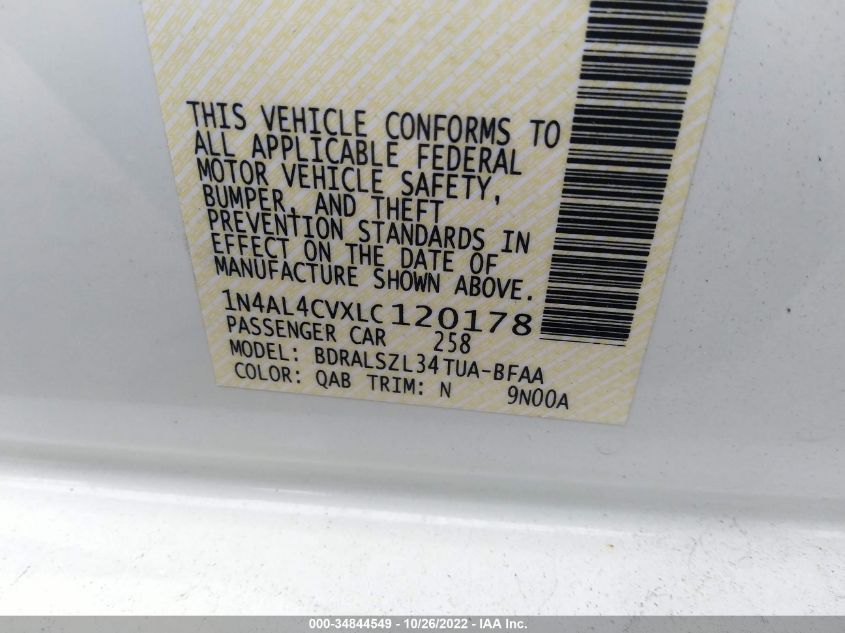 THIS VEHICLE CONFORMS TO
ALL APPLICABLE FEDERAL
MOTOR VEHICLE SAFETY,
BUMPER, AND THEFT
PREVENTION STANDARDS IN
EFFECT ON THE DATE OF
MANUFACTURE SHOWN ABOVE.
1N4AL4CVXLC120178
PASSENGER CAR 258
MODEL: BDRALSZL34TUA-BFAA
COLOR: QAB TRIM: N 9N00A
000-34844549 - 10/26/2022 - IAA Inc.